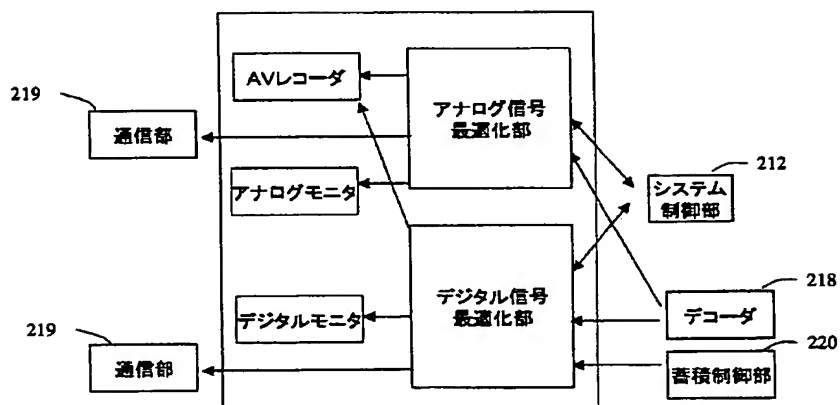 AVレコーダ
アナログ信号
最適化部
219
通信部
アナログモニタ
212
システム
制御部
デジタル信号
最適化部
218
デコーダ
デジタルモニタ
219
通信部
220
蓄積制御部